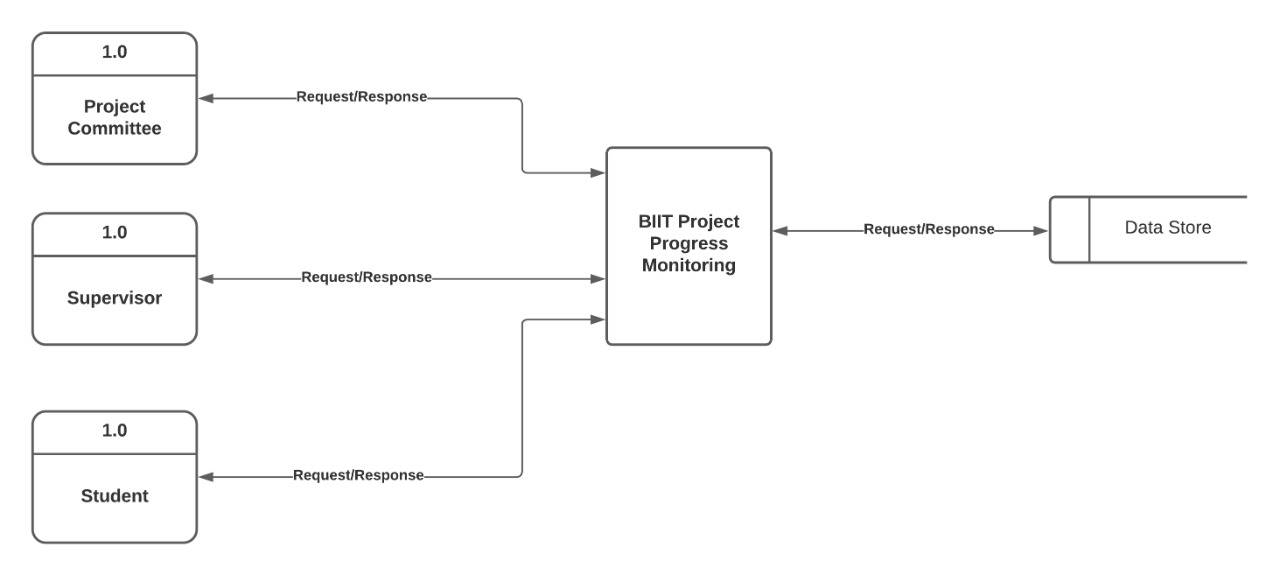 1.0
Project
Committee
Request/Response
1.0
Supervisor
Request/Response
1.0
Student
Request/Response
BIIT Project
Progress
Monitoring
Request/Response
Data Store